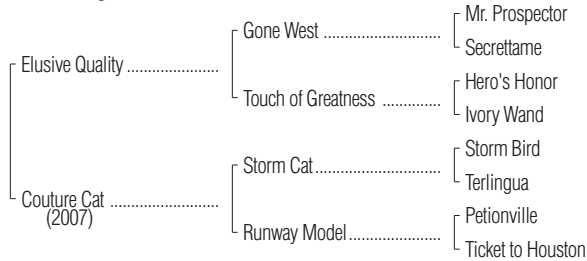 Mr. Prospector
Gone West ........................
Secrettame
Elusive Quality .....................
Hero's Honor
Touch of Greatness .............
Ivory Wand
Storm Bird
Storm Cat..........................
Terlingua
Couture Cat .........................
(2007)
Petionville
Runway Model....................
Ticket to Houston